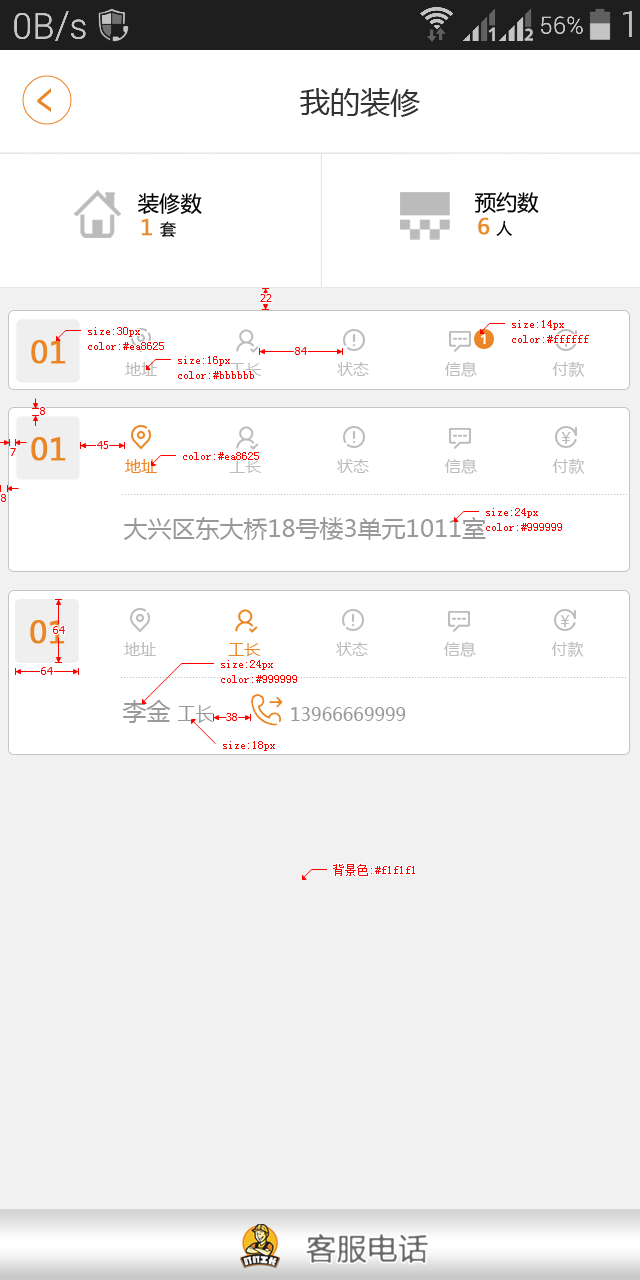 0B/s 1 2 56% 1
我的装修
装修数
1 套
预约数
6 人
22
01
size:30px
color:#ea8625
地址
size:16px
color:#bbbbbb
工长
84
状态
信息
1
size:14px
color:#ffffff
付款
8
7
8
01
45
地址
color:#ea8625
工长
状态
信息
付款
大兴区东大桥18号楼3单元1011室
size:24px
color:#999999
01
64
64
地址
工长
状态
信息
付款
size:24px
color:#999999
李金 工长
38
13966669999
size:18px
背景色:#f1f1f1
客服电话